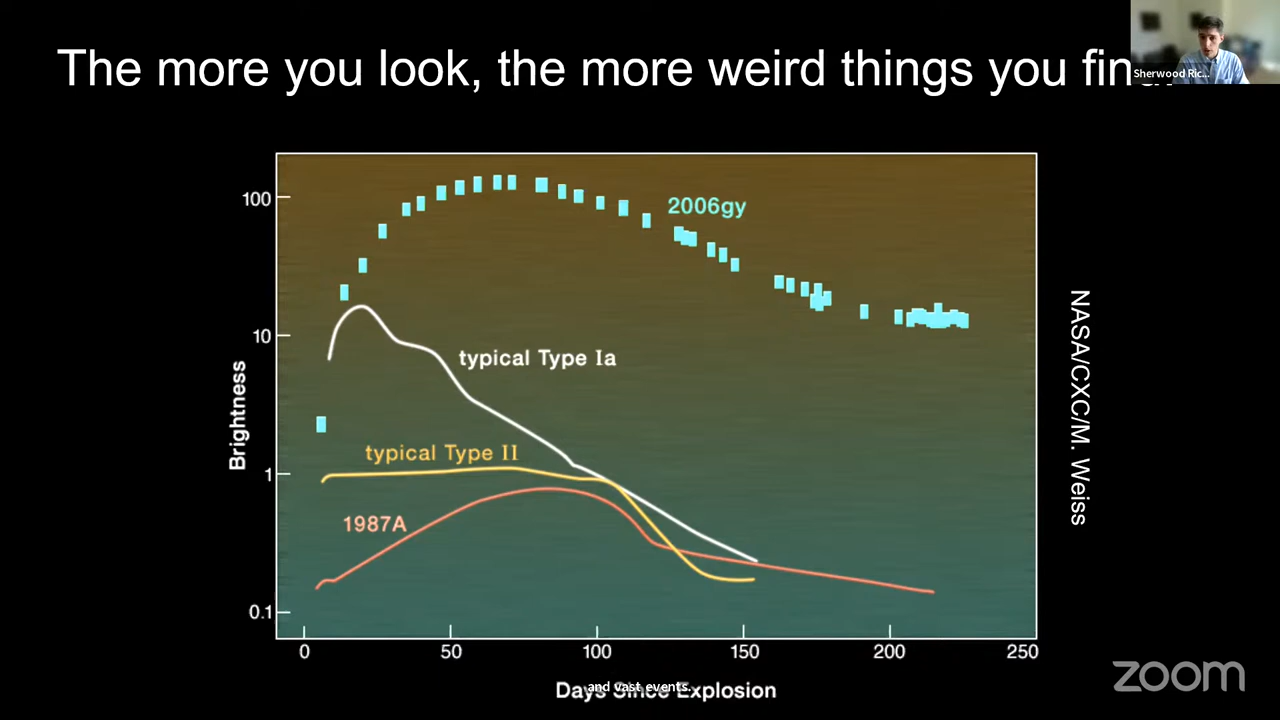 The more you look, the more weird things you find.
Sherwood Ric...
100
2006gy
10
typical Type Ia
Brightness
typical Type II
1
1987A
0.1
0 50 100 150 200 250
Days Since Explosion
and vast events.
NASA/CXC/M. Weiss
zoom